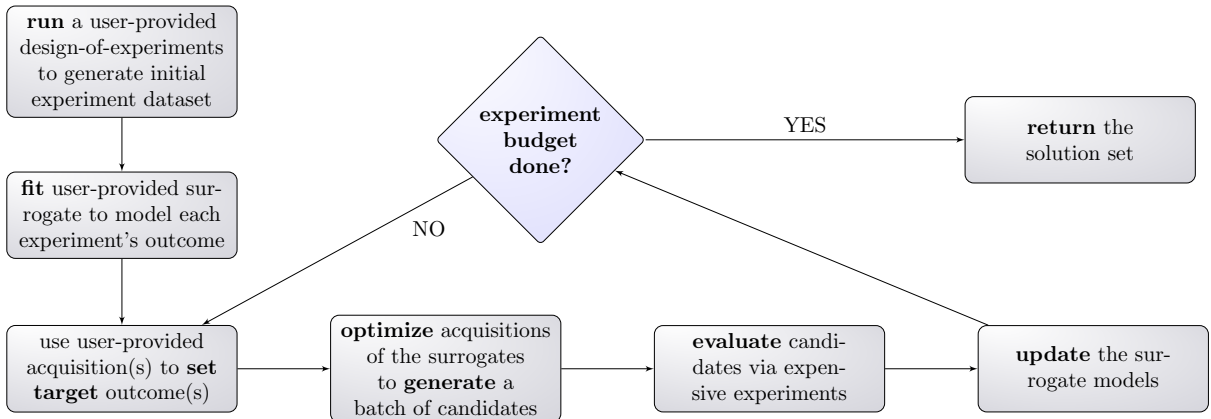 run a user-provided
design-of-experiments
to generate initial
experiment dataset
fit user-provided sur-
rogate to model each
experiment's outcome
use user-provided
acquisition(s) to set
target outcome(s)
optimize acquisitions
of the surrogates
to generate a
batch of candidates
evaluate candi-
dates via expen-
sive experiments
update the sur-
rogate models
experiment
budget
done?
NO
YES
return the
solution set